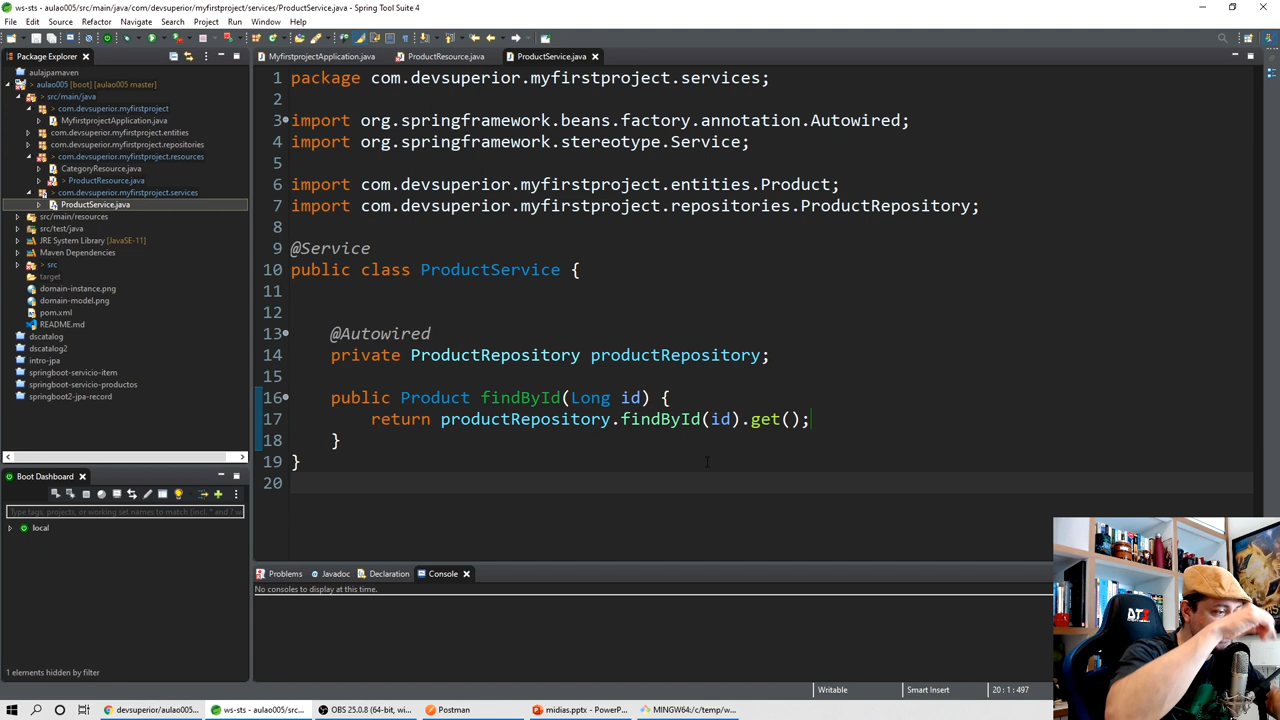 ws-sts - aulao005/src/main/java/com/devsuperior/myfirstproject/services/ProductService.java - Spring Tool Suite 4
File Edit Source Refactor Navigate Search Project Run Window Help
Package Explorer
MyfirstprojectApplication.java
ProductResource.java
ProductService.java
aulajpamaven
> aulao005 [boot] [aulao005 master]
> src/main/java
> com.devsuperior.myfirstproject
MyfirstprojectApplication.java
com.devsuperior.myfirstproject.entities
com.devsuperior.myfirstproject.repositories
> com.devsuperior.myfirstproject.resources
CategoryResource.java
> ProductResource.java
> com.devsuperior.myfirstproject.services
ProductService.java
src/main/resources
src/test/java
JRE System Library [JavaSE-11]
Maven Dependencies
> src
target
domain-instance.png
domain-model.png
pom.xml
README.md
dscatalog
dscatalog2
intro-jpa
springboot-servicio-item
springboot-servicio-productos
springboot2-jpa-record
1 package com.devsuperior.myfirstproject.services;
2
3 import org.springframework.beans.factory.annotation.Autowired;
4 import org.springframework.stereotype.Service;
5
6 import com.devsuperior.myfirstproject.entities.Product;
7 import com.devsuperior.myfirstproject.repositories.ProductRepository;
8
9 @Service
10 public class ProductService {
11
12
13 @Autowired
14 private ProductRepository productRepository;
15
16 public Product findById(Long id) {
17 return productRepository.findById(id).get();
18 }
19 }
20
Boot Dashboard
Type tags, projects, or working set names to match (incl. * and ? w
local
1 elements hidden by filter
Problems
Javadoc
Declaration
Console
No consoles to display at this time.
Writable
Smart Insert
20 : 1 : 497
devsuperior/aulao005...
ws-sts - aulao005/src...
OBS 25.0.8 (64-bit, wi...
Postman
midias.pptx - PowerP...
MINGW64:/c/temp/w...